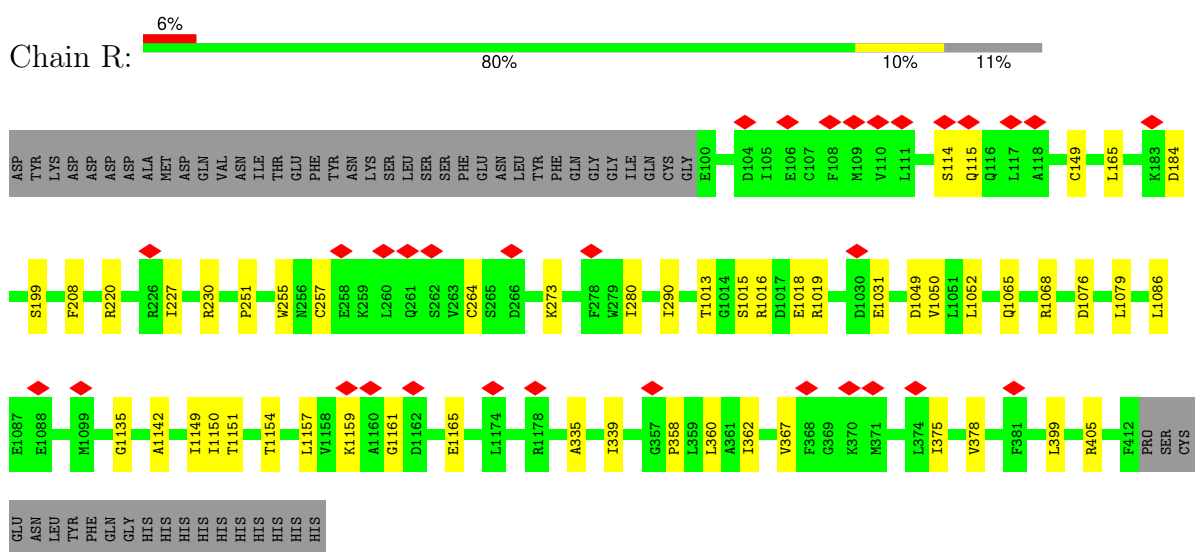 6%
Chain R:
80% 10% 11%
ASP TYR LYS ASP ASP ASP ASP ALA MET ASP GLN VAL ASN ILE THR GLU PHE TYR ASN LYS SER LEU SER SER PHE GLU ASN LEU TYR PHE GLN GLY GLY ILE GLN CYS GLY E100 D104 I105 E106 C107 F108 M109 V110 L111 S114 Q115 Q116 L117 A118 C149 L165 K183 D184
S199 F208 R220 R226 I227 R230 P251 W255 N256 C257 E258 K259 L260 Q261 S262 V263 C264 S265 D266 K273 F278 W279 I280 I290 T1013 G1014 S1015 R1016 D1017 E1018 R1019 D1030 E1031 D1049 V1050 L1051 L1052 Q1065 R1068 D1076 L1079 L1086
E1087 E1088 M1099 G1135 A1142 I1149 I1150 T1151 T1154 L1157 V1158 K1159 A1160 G1161 D1162 E1165 L1174 R1178 A335 I339 G357 P358 L359 L360 A361 I362 V367 F368 G369 K370 M371 L374 I375 V378 F381 L399 R405 F412 PRO SER CYS
GLU ASN LEU TYR PHE GLN GLY HIS HIS HIS HIS HIS HIS HIS HIS HIS HIS